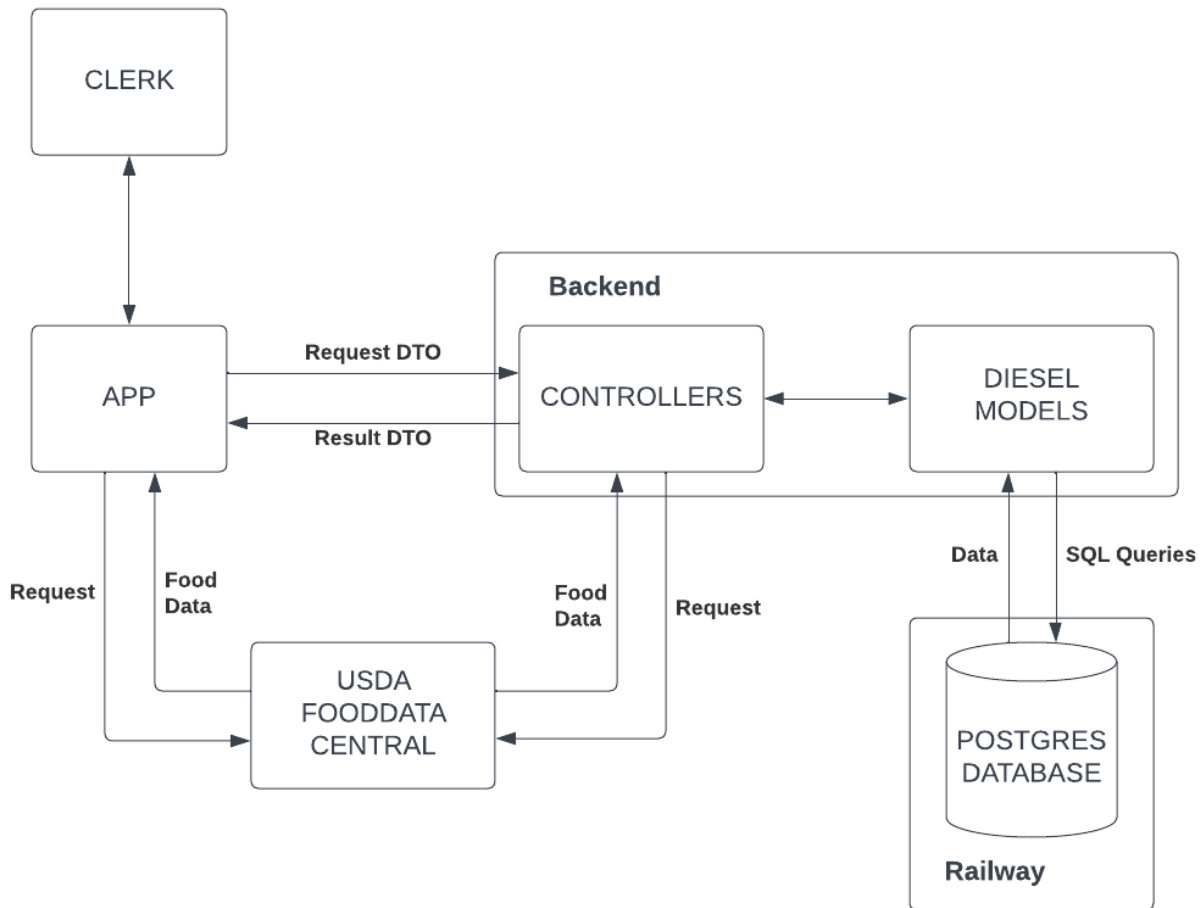 CLERK
Backend
APP
Request DTO
Result DTO
CONTROLLERS
DIESEL
MODELS
Request
Food
Data
Food
Data
Request
Data
SQL Queries
USDA
FOODDATA
CENTRAL
POSTGRES
DATABASE
Railway